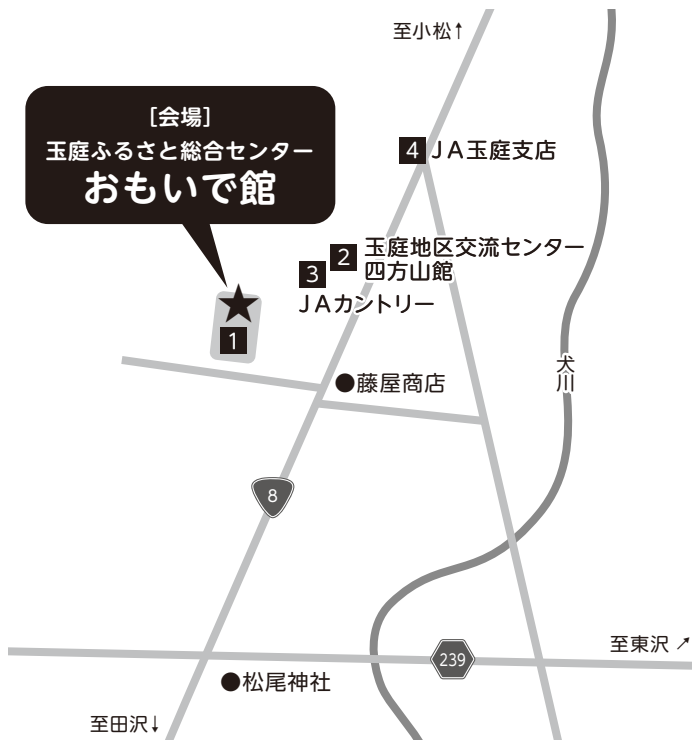 至小松↑
[会場]
玉庭ふるさと総合センター
おもいで館
4 JA玉庭支店
2 玉庭地区交流センター
四方山館
3
JAカントリー
1
犬川
●藤屋商店
8
至東沢↗
239
●松尾神社
至田沢↓